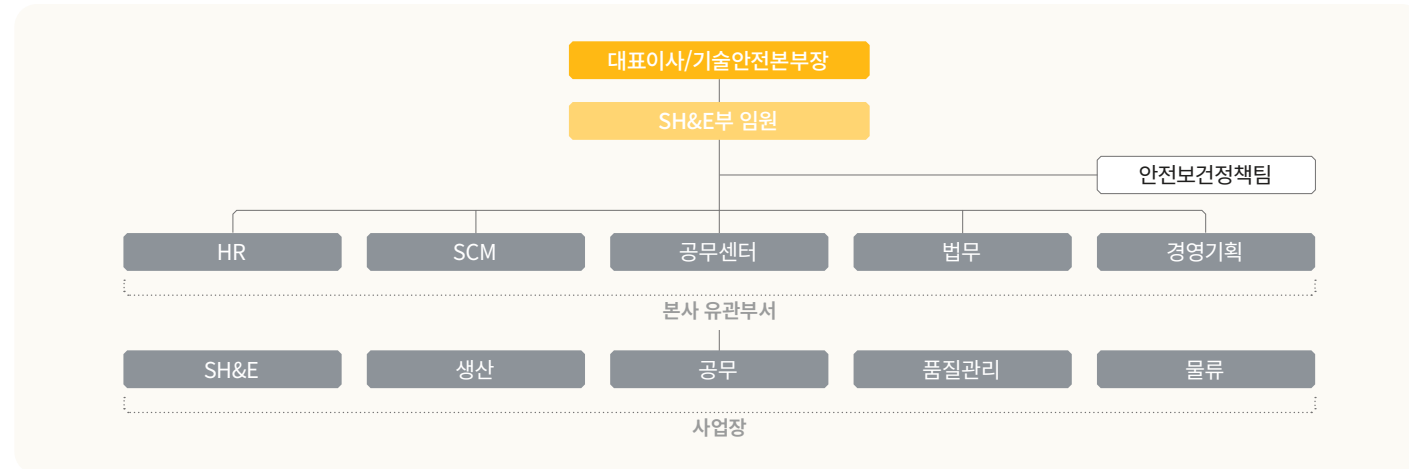 대표이사/기술안전본부장
SH&E부 임원
안전보건정책팀
HR
SCM
공무센터
법무
경영기획
본사 유관부서
SH&E
생산
공무
품질관리
물류
사업장